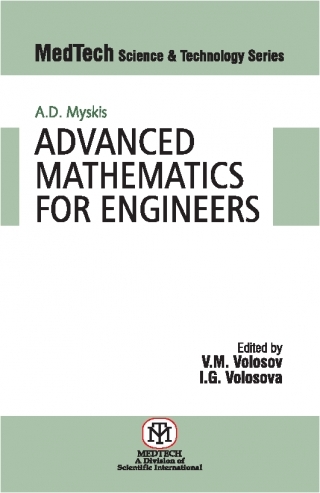 MedTech Science & Technology Series
A.D. Myskis
ADVANCED
MATHEMATICS
FOR ENGINEERS
Edited by
V.M. Volosov
I.G. Volosova
MEDTECH
A Division of
Scientific International